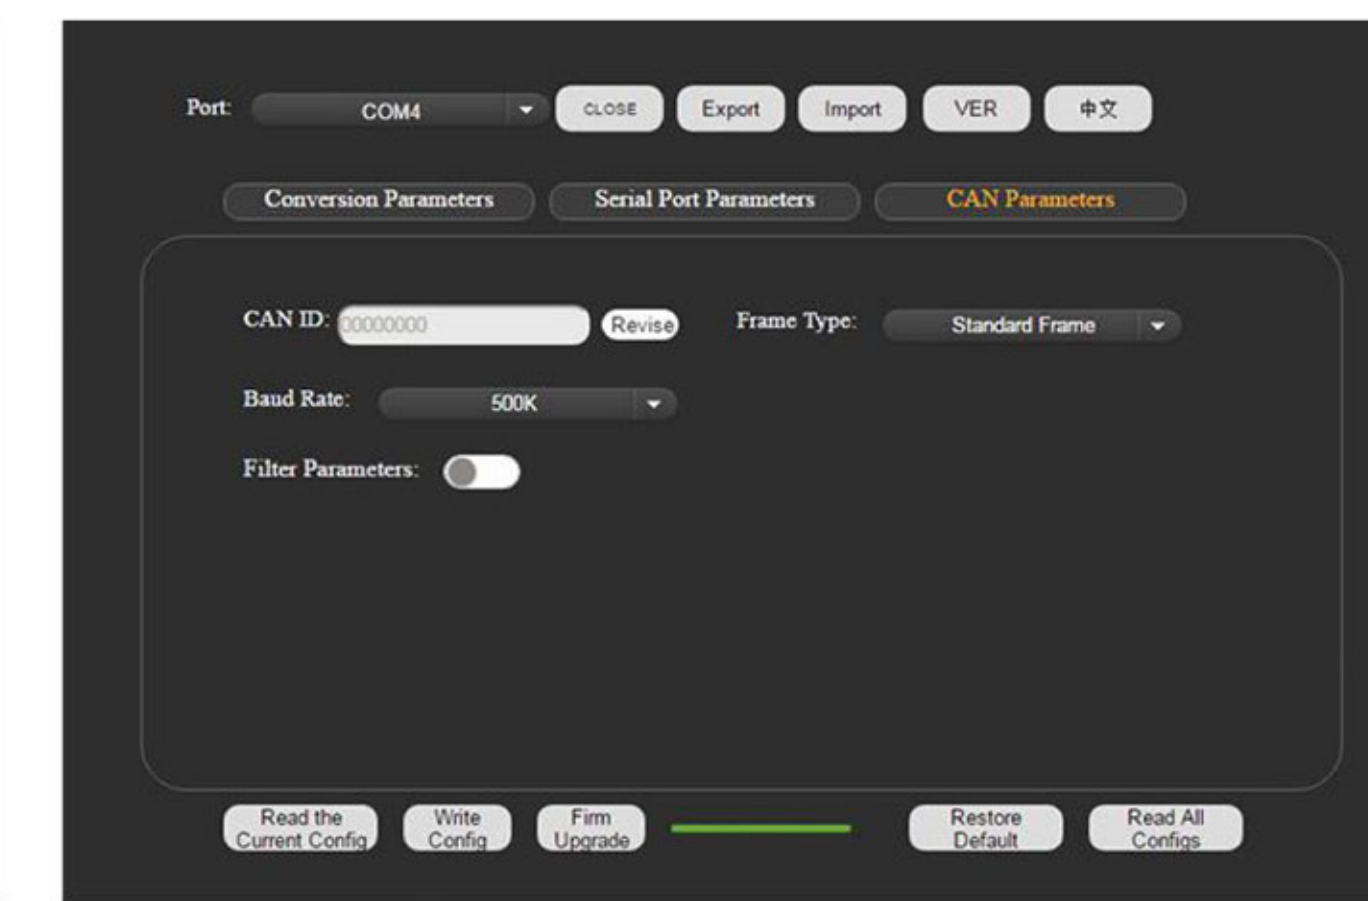 Port: COM4 CLOSE Export Import VER 中文
Conversion Parameters Serial Port Parameters CAN Parameters
CAN ID: 00000000 Revise Frame Type: Standard Frame
Baud Rate: 500K
Filter Parameters:
Read the
Current Config
Write
Config
Firm
Upgrade
Restore
Default
Read All
Configs